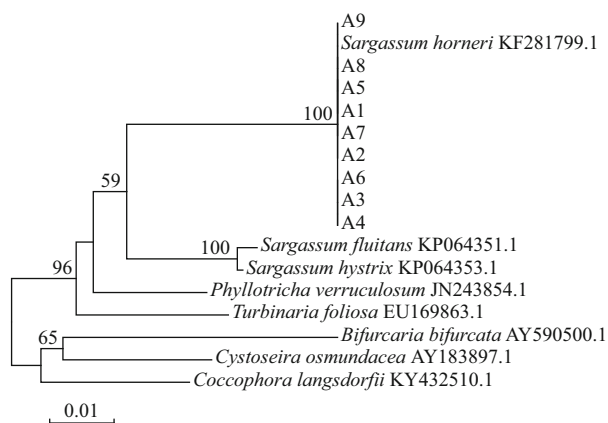 A9
Sargassum horneri KF281799.1
A8
A5
100 A1
A7
A2
A6
59
A3
A4
100 Sargassum fluitans KP064351.1
Sargassum hystrix KP064353.1
96
Phyllotricha verruculosum JN243854.1
Turbinaria foliosa EU169863.1
65 Bifurcaria bifurcata AY590500.1
Cystoseira osmundacea AY183897.1
Coccophora langsdorfii KY432510.1
0.01